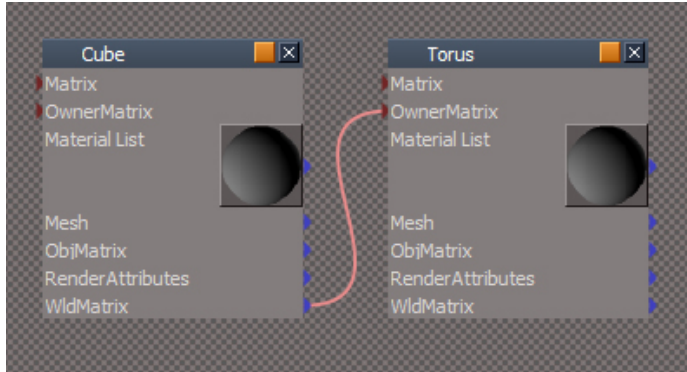 Cube
Matrix
OwnerMatrix
Material List
Mesh
ObjMatrix
RenderAttributes
WldMatrix
Torus
Matrix
OwnerMatrix
Material List
Mesh
ObjMatrix
RenderAttributes
WldMatrix